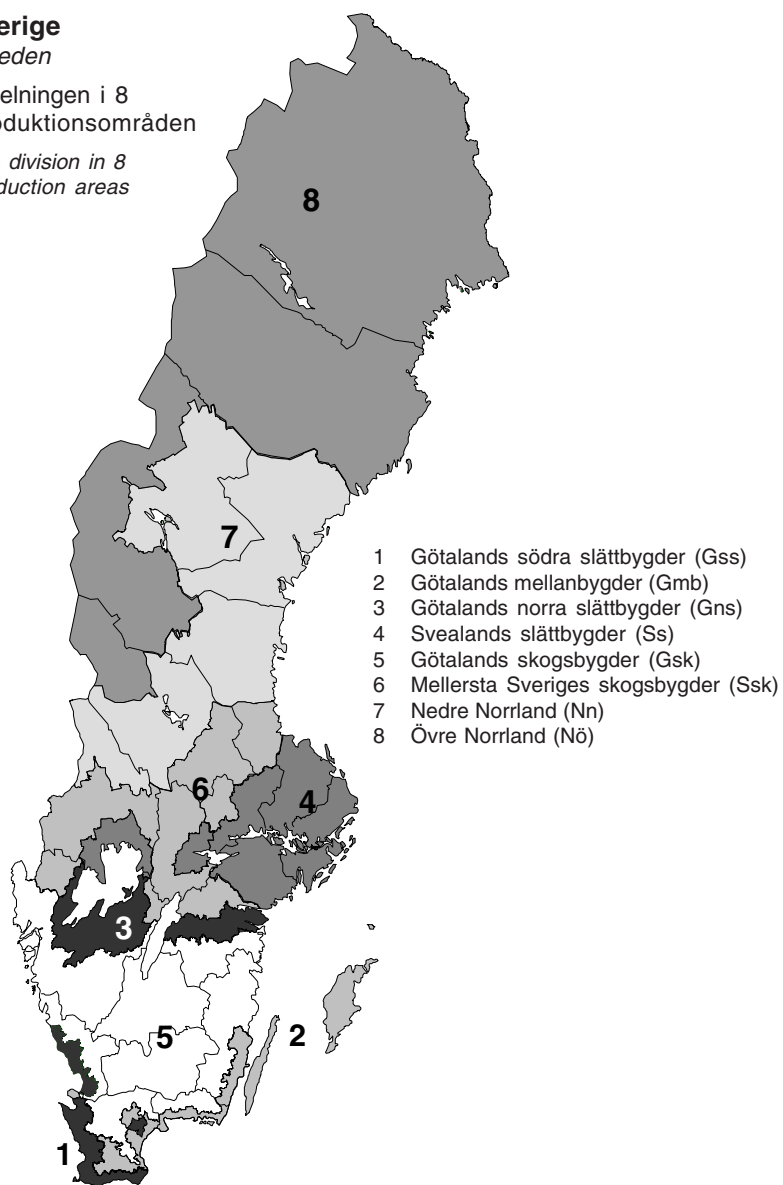 erige
eden
elningen i 8
oduktionsområden
division in 8
duction areas
8
7
1 Götalands södra slättbygder (Gss)
2 Götalands mellanbygder (Gmb)
3 Götalands norra slättbygder (Gns)
4 Svealands slättbygder (Ss)
5 Götalands skogsbygder (Gsk)
6 Mellersta Sveriges skogsbygder (Ssk)
7 Nedre Norrland (Nn)
8 Övre Norrland (Nö)
6
4
3
5
2
1